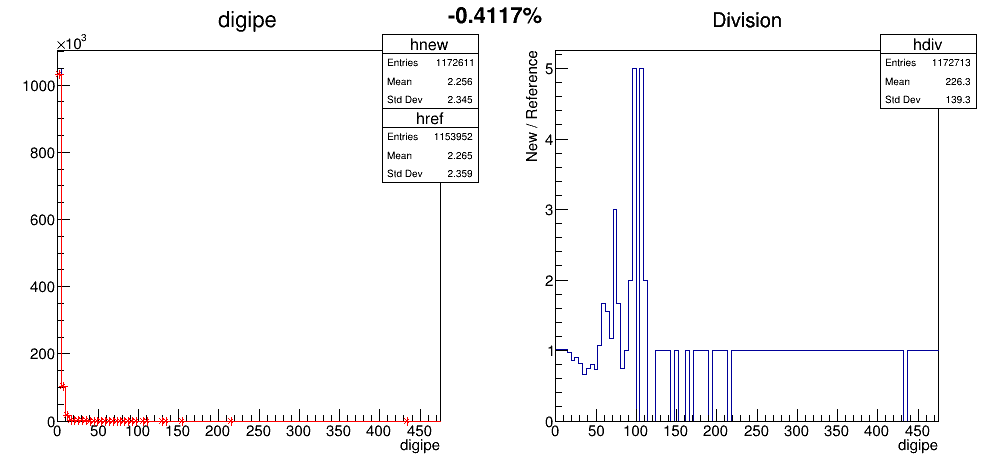 -0.4117%
digipe
×10³
hnew
Entries 1172611
Mean 2.256
Std Dev 2.345
href
Entries 1153952
Mean 2.265
Std Dev 2.359
1000
800
600
400
200
0
0 50 100 150 200 250 300 350 400 450
digipe
Division
hdiv
Entries 1172713
Mean 226.3
Std Dev 139.3
New / Reference
5
4
3
2
1
0
0 50 100 150 200 250 300 350 400 450
digipe